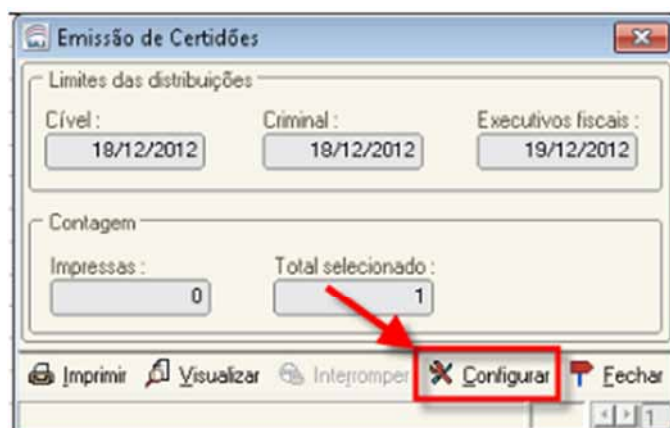 Emissão de Certidões
Limites das distribuições
Cível : Criminal : Executivos fiscais :
18/12/2012 18/12/2012 19/12/2012
Contagem
Impressas : Total selecionado :
0 1
Imprimir Visualizar Interromper Configurar Fechar
1